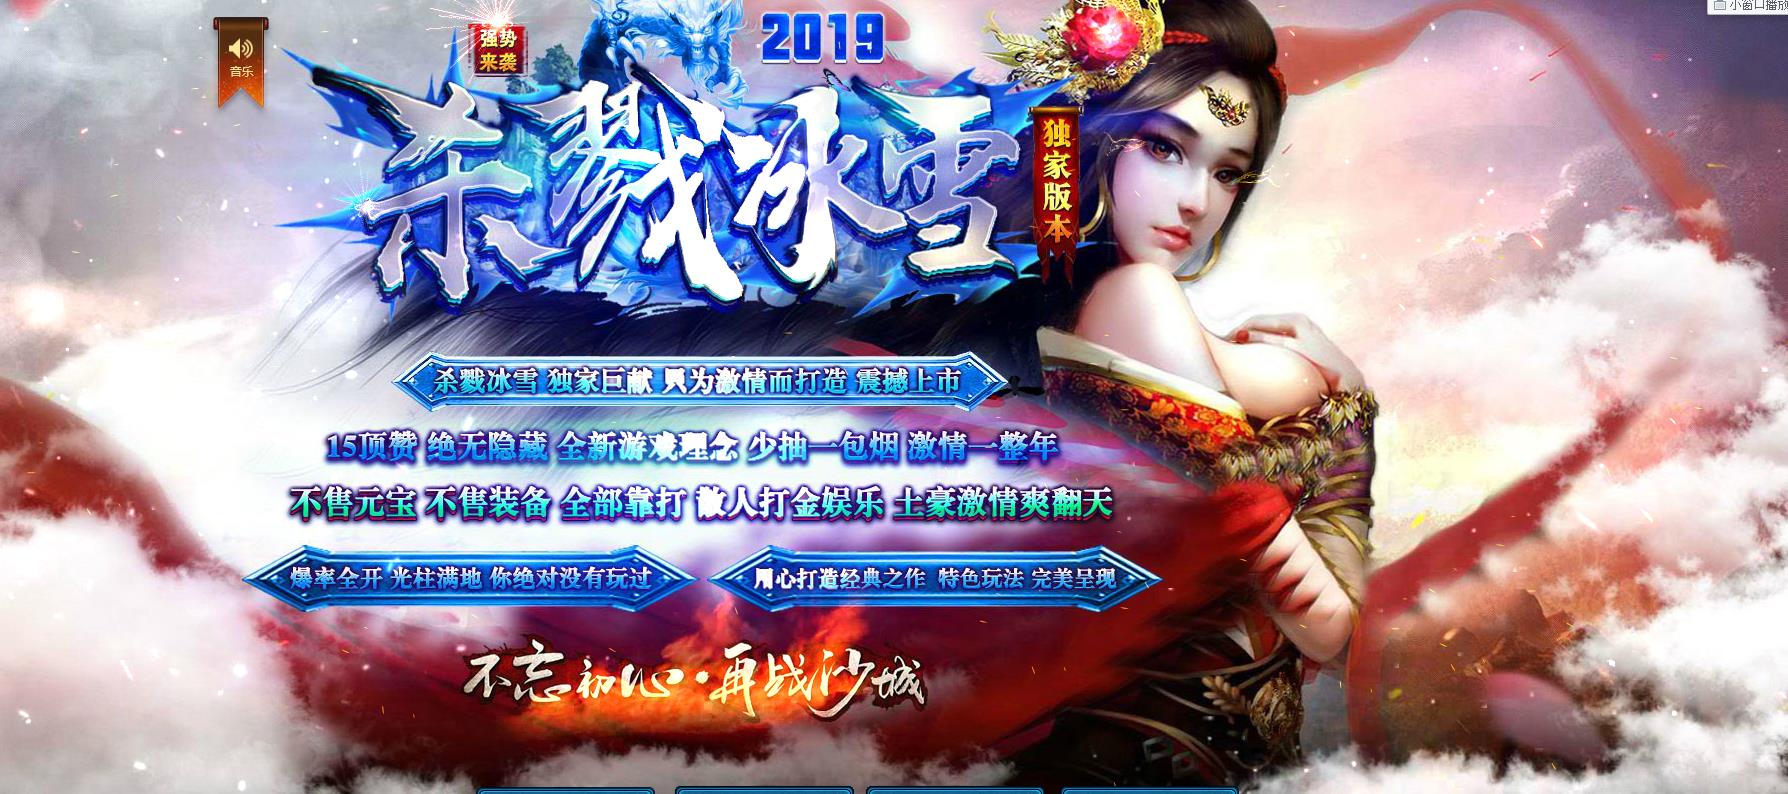 小窗口播放
音乐
强势
来袭
2019
杀戮冰雪
独家版本
杀戮冰雪 独家巨献 只为激情而打造 震撼上市
15顶赞 绝无隐藏 全新游戏理念 少抽一包烟 激情一整年
不售元宝 不售装备 全部靠打 散人打金娱乐 土豪激情爽翻天
爆率全开 光柱满地 你绝对没有玩过
用心打造经典之作 特色玩法 完美呈现
不忘初心·再战沙城